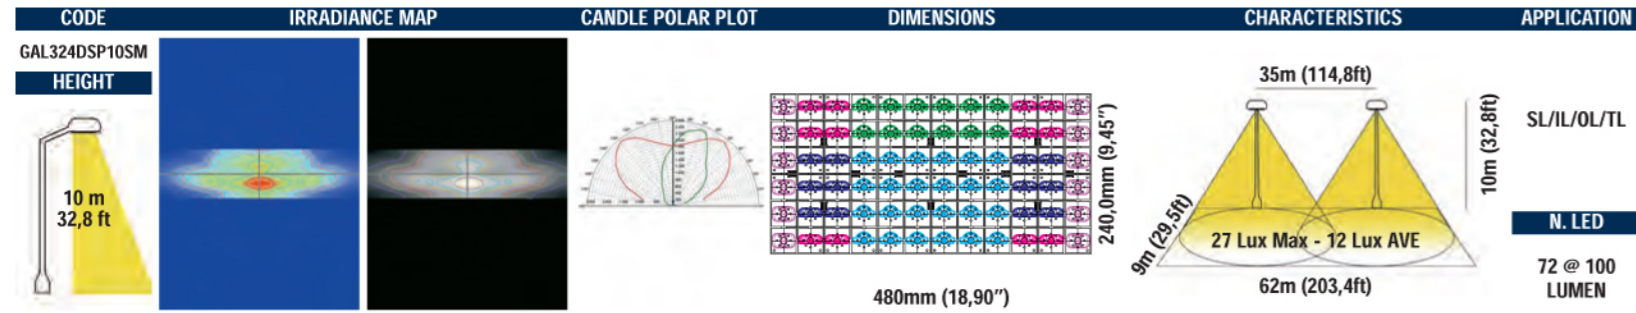 CODE
IRRADIANCE MAP
CANDLE POLAR PLOT
DIMENSIONS
CHARACTERISTICS
APPLICATION
GAL324DSP10SM
HEIGHT
10 m
32,8 ft
240,0mm (9,45”)
480mm (18,90”)
35m (114,8ft)
10m (32,8ft)
9m (29,5ft)
27 Lux Max - 12 Lux AVE
62m (203,4ft)
SL/IL/OL/TL
N. LED
72 @ 100
LUMEN